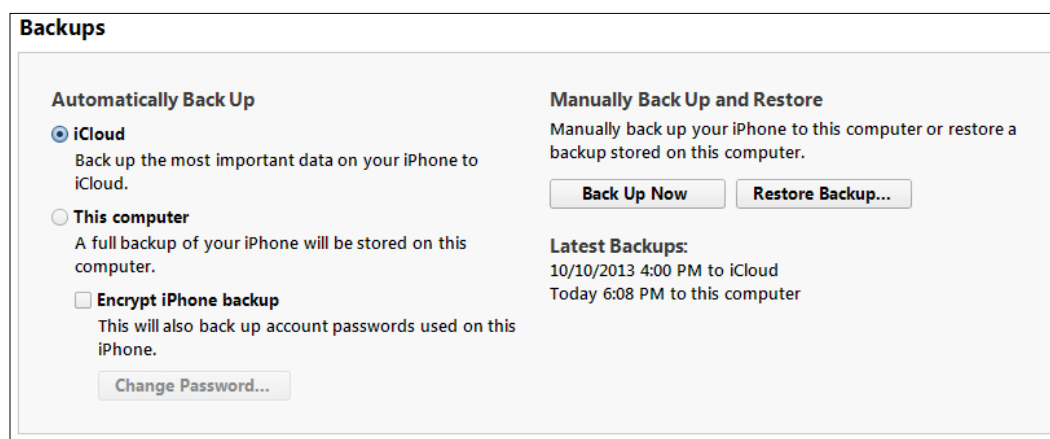 Backups
Automatically Back Up
iCloud
Back up the most important data on your iPhone to
iCloud.
This computer
A full backup of your iPhone will be stored on this
computer.
Encrypt iPhone backup
This will also back up account passwords used on this
iPhone.
Change Password...
Manually Back Up and Restore
Manually back up your iPhone to this computer or restore a
backup stored on this computer.
Back Up Now
Restore Backup...
Latest Backups:
10/10/2013 4:00 PM to iCloud
Today 6:08 PM to this computer